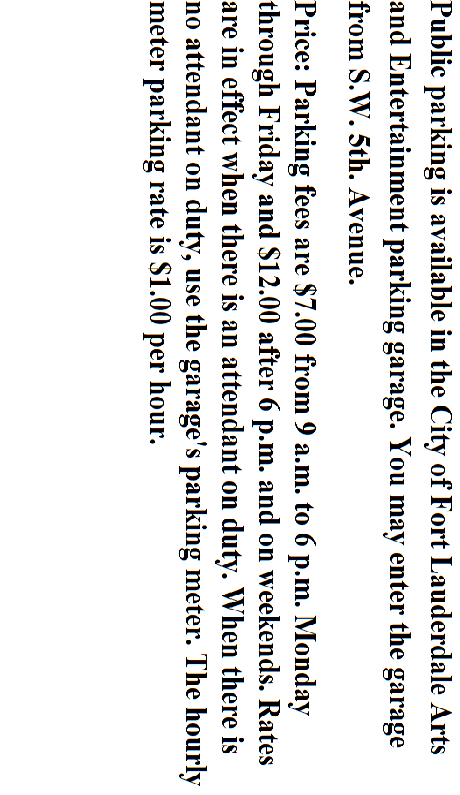 Public parking is available in the City of Fort Lauderdale Arts
and Entertainment parking garage. You may enter the garage
from S.W. 5th. Avenue.
Price: Parking fees are $7.00 from 9 a.m. to 6 p.m. Monday
through Friday and $12.00 after 6 p.m. and on weekends. Rates
are in effect when there is an attendant on duty. When there is
no attendant on duty, use the garage's parking meter. The hourly
meter parking rate is $1.00 per hour.